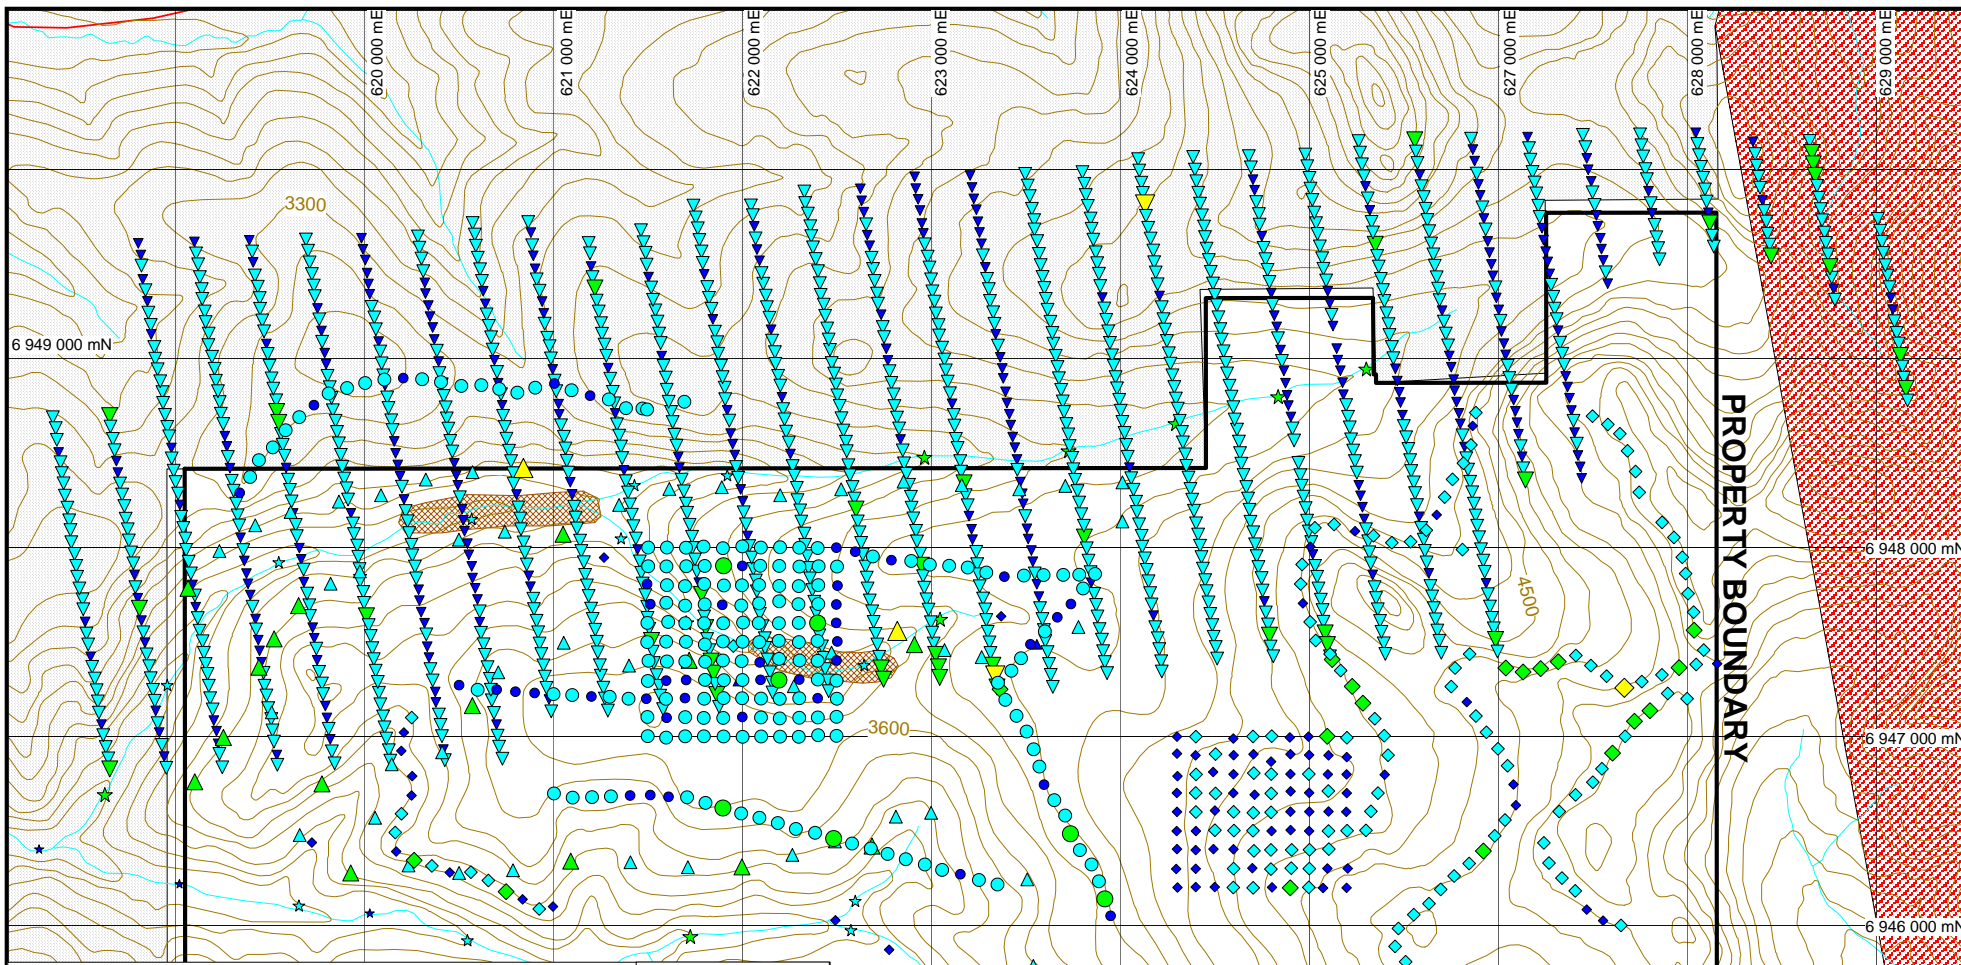 620 000 mE
621 000 mE
622 000 mE
623 000 mE
624 000 mE
625 000 mE
627 000 mE
628 000 mE
629 000 mE
3300
6 949 000 mN
PROPERTY BOUNDARY
6 948 000 mN
4500
3600
6 947 000 mN
6 946 000 mN